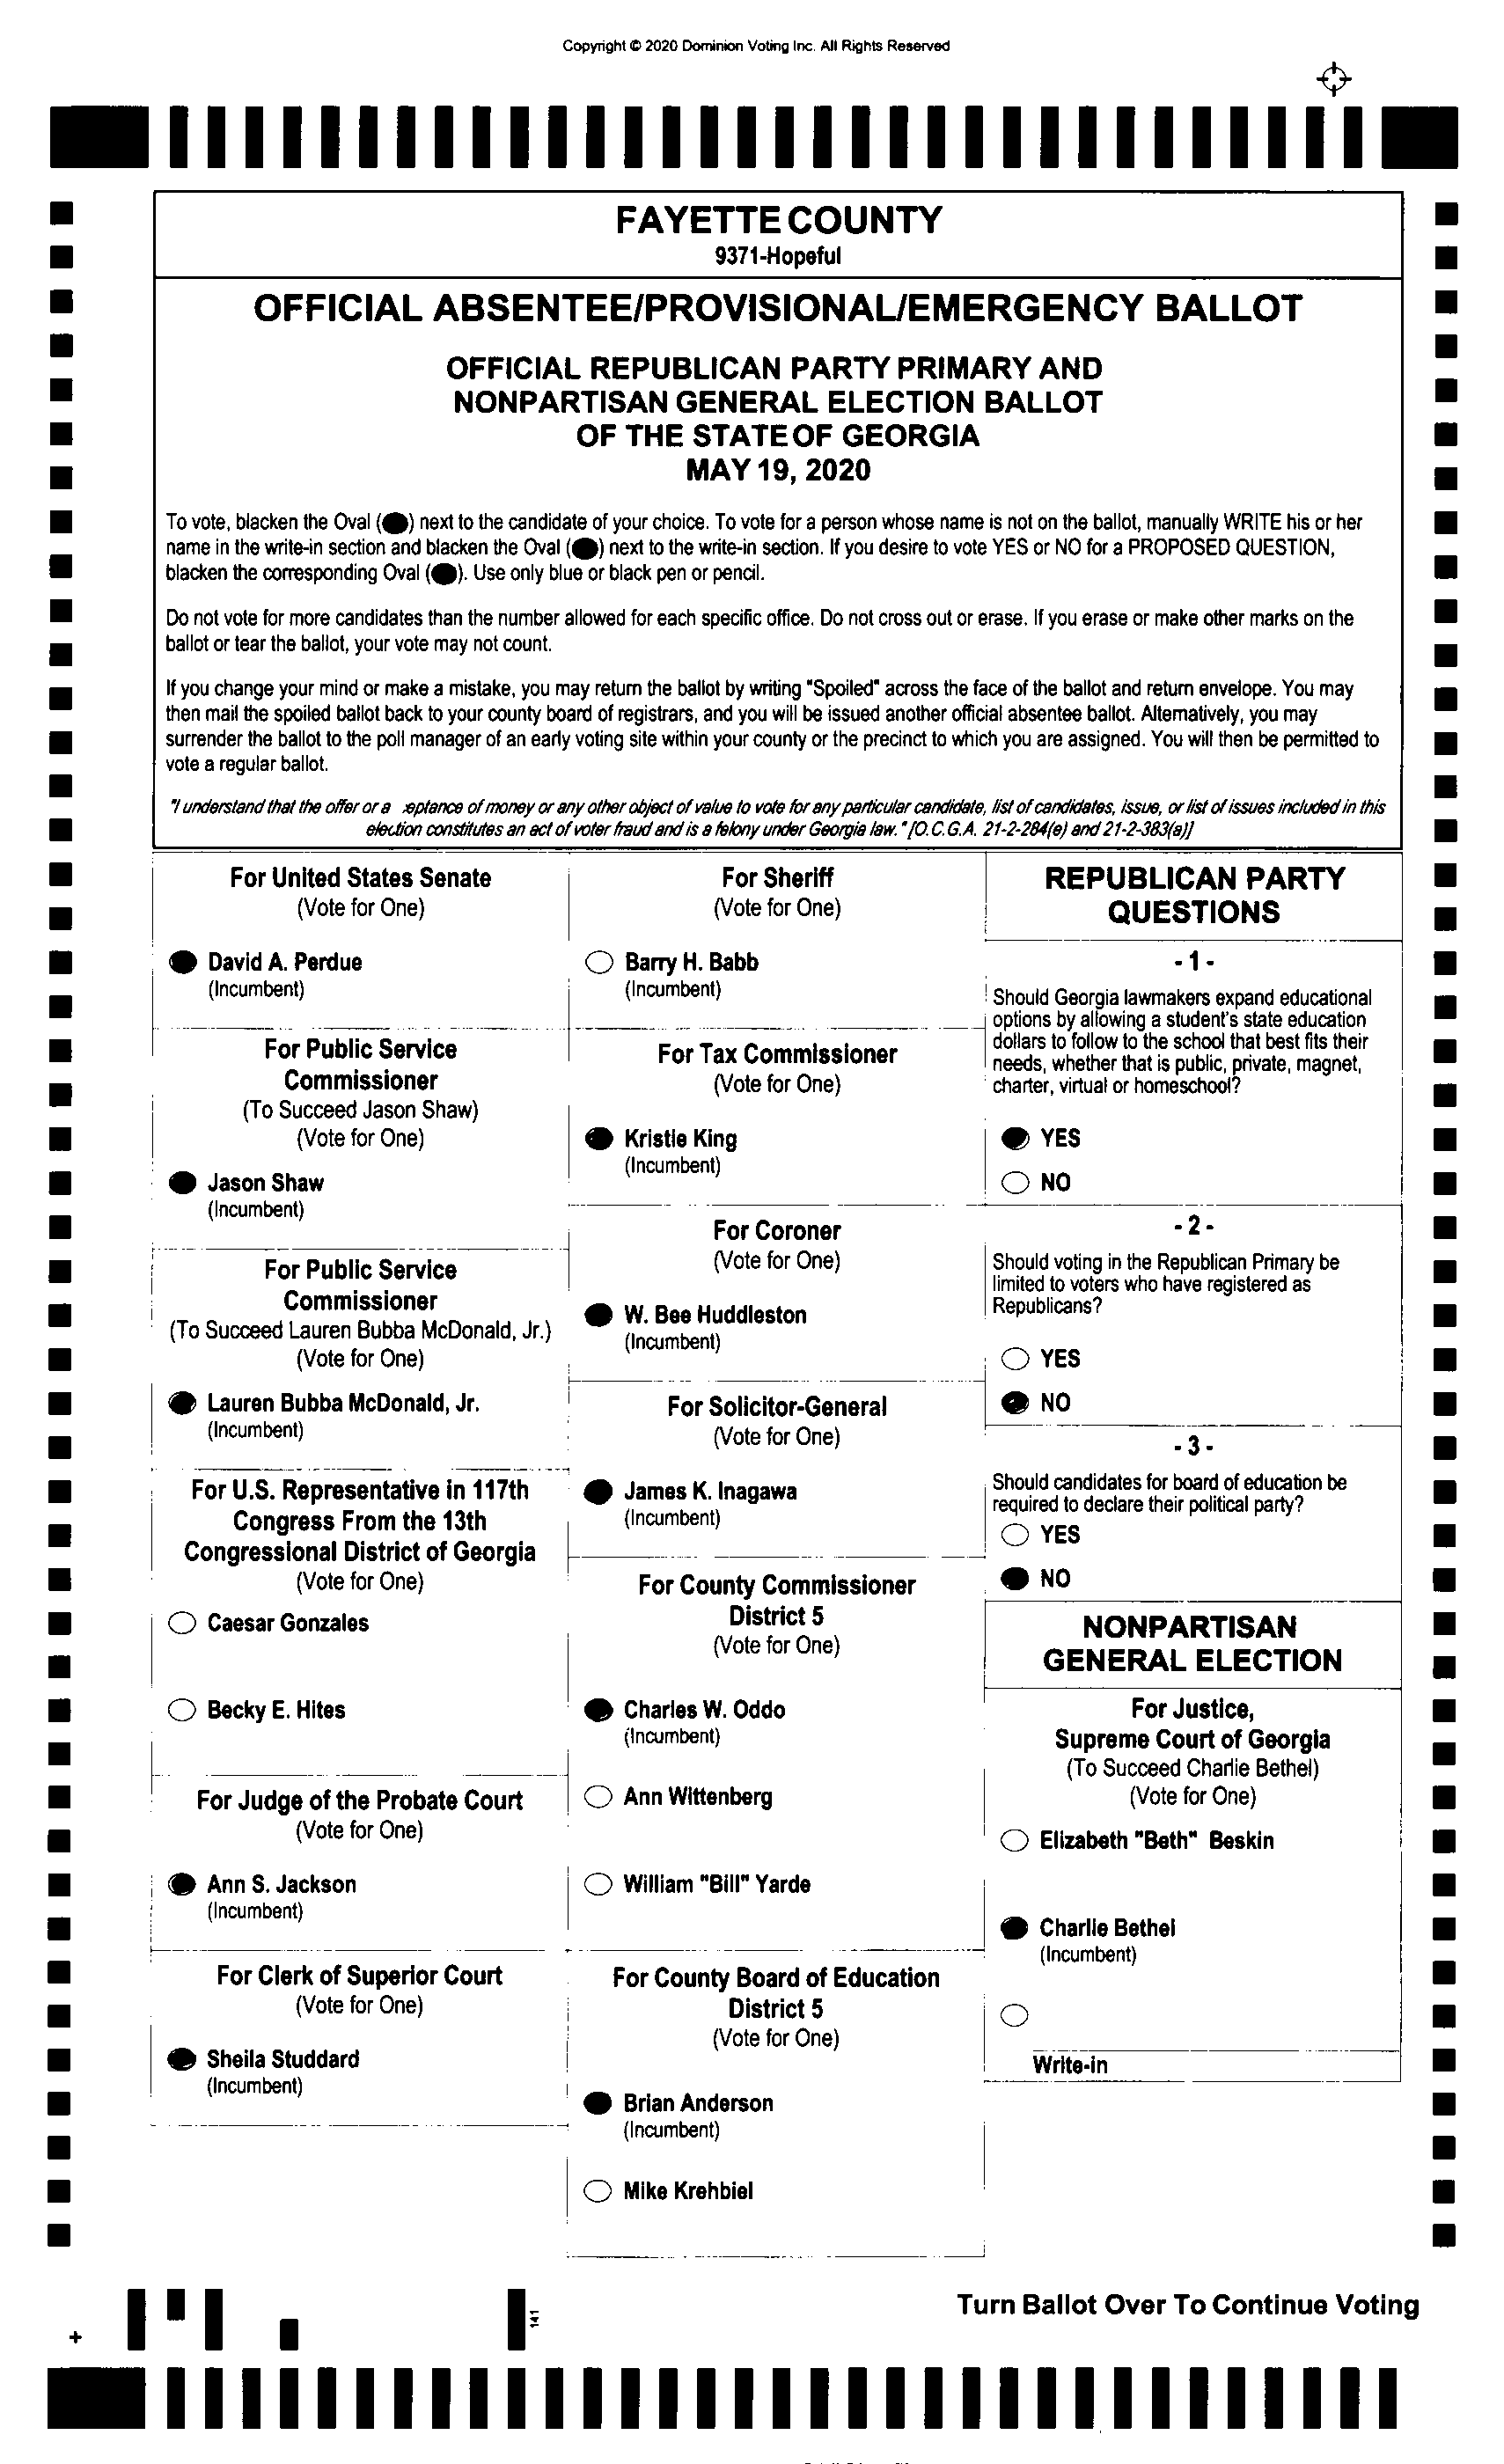 Copyright © 2020 Dominion Voting Inc. All Rights Reserved
FAYETTE COUNTY
9371-Hopeful
OFFICIAL ABSENTEE/PROVISIONAL/EMERGENCY BALLOT
OFFICIAL REPUBLICAN PARTY PRIMARY AND
NONPARTISAN GENERAL ELECTION BALLOT
OF THE STATE OF GEORGIA
MAY 19, 2020
To vote, blacken the Oval (⬤) next to the candidate of your choice. To vote for a person whose name is not on the ballot, manually WRITE his or her
name in the write-in section and blacken the Oval (⬤) next to the write-in section. If you desire to vote YES or NO for a PROPOSED QUESTION,
blacken the corresponding Oval (⬤). Use only blue or black pen or pencil.
Do not vote for more candidates than the number allowed for each specific office. Do not cross out or erase. If you erase or make other marks on the
ballot or tear the ballot, your vote may not count.
If you change your mind or make a mistake, you may return the ballot by writing "Spoiled" across the face of the ballot and return envelope. You may
then mail the spoiled ballot back to your county board of registrars, and you will be issued another official absentee ballot. Alternatively, you may
surrender the ballot to the poll manager of an early voting site within your county or the precinct to which you are assigned. You will then be permitted to
vote a regular ballot.
"I understand that the offer or a eptance of money or any other object of value to vote for any particular candidate, list of candidates, issue, or list of issues included in this
election constitutes an act of voter fraud and is a felony under Georgia law." [O.C.G.A. 21-2-284(e) and 21-2-383(a)]
For United States Senate
(Vote for One)
David A. Perdue
(Incumbent)
For Public Service
Commissioner
(To Succeed Jason Shaw)
(Vote for One)
Jason Shaw
(Incumbent)
For Public Service
Commissioner
(To Succeed Lauren Bubba McDonald, Jr.)
(Vote for One)
Lauren Bubba McDonald, Jr.
(Incumbent)
For U.S. Representative in 117th
Congress From the 13th
Congressional District of Georgia
(Vote for One)
Caesar Gonzales
Becky E. Hites
For Judge of the Probate Court
(Vote for One)
Ann S. Jackson
(Incumbent)
For Clerk of Superior Court
(Vote for One)
Sheila Studdard
(Incumbent)
For Sheriff
(Vote for One)
Barry H. Babb
(Incumbent)
For Tax Commissioner
(Vote for One)
Kristie King
(Incumbent)
For Coroner
(Vote for One)
W. Bee Huddleston
(Incumbent)
For Solicitor-General
(Vote for One)
James K. Inagawa
(Incumbent)
For County Commissioner
District 5
(Vote for One)
Charles W. Oddo
(Incumbent)
Ann Wittenberg
William "Bill" Yarde
For County Board of Education
District 5
(Vote for One)
Brian Anderson
(Incumbent)
Mike Krehbiel
REPUBLICAN PARTY
QUESTIONS
- 1 -
Should Georgia lawmakers expand educational
options by allowing a student's state education
dollars to follow to the school that best fits their
needs, whether that is public, private, magnet,
charter, virtual or homeschool?
YES
NO
- 2 -
Should voting in the Republican Primary be
limited to voters who have registered as
Republicans?
YES
NO
- 3 -
Should candidates for board of education be
required to declare their political party?
YES
NO
NONPARTISAN
GENERAL ELECTION
For Justice,
Supreme Court of Georgia
(To Succeed Charlie Bethel)
(Vote for One)
Elizabeth "Beth" Beskin
Charlie Bethel
(Incumbent)
Write-in
Turn Ballot Over To Continue Voting
141
+